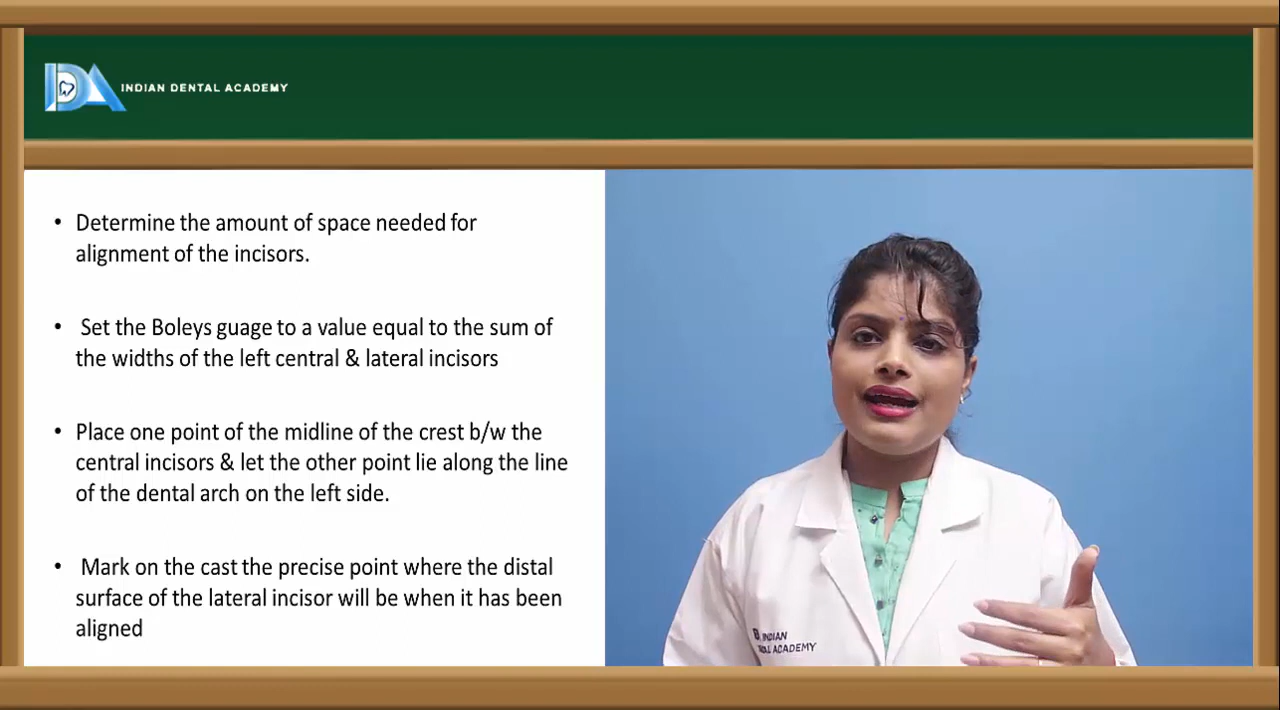 INDIAN DENTAL ACADEMY
• Determine the amount of space needed for
alignment of the incisors.
• Set the Boleys guage to a value equal to the sum of
the widths of the left central & lateral incisors
• Place one point of the midline of the crest b/w the
central incisors & let the other point lie along the line
of the dental arch on the left side.
• Mark on the cast the precise point where the distal
surface of the lateral incisor will be when it has been
aligned
INDIAN
ACADEMY